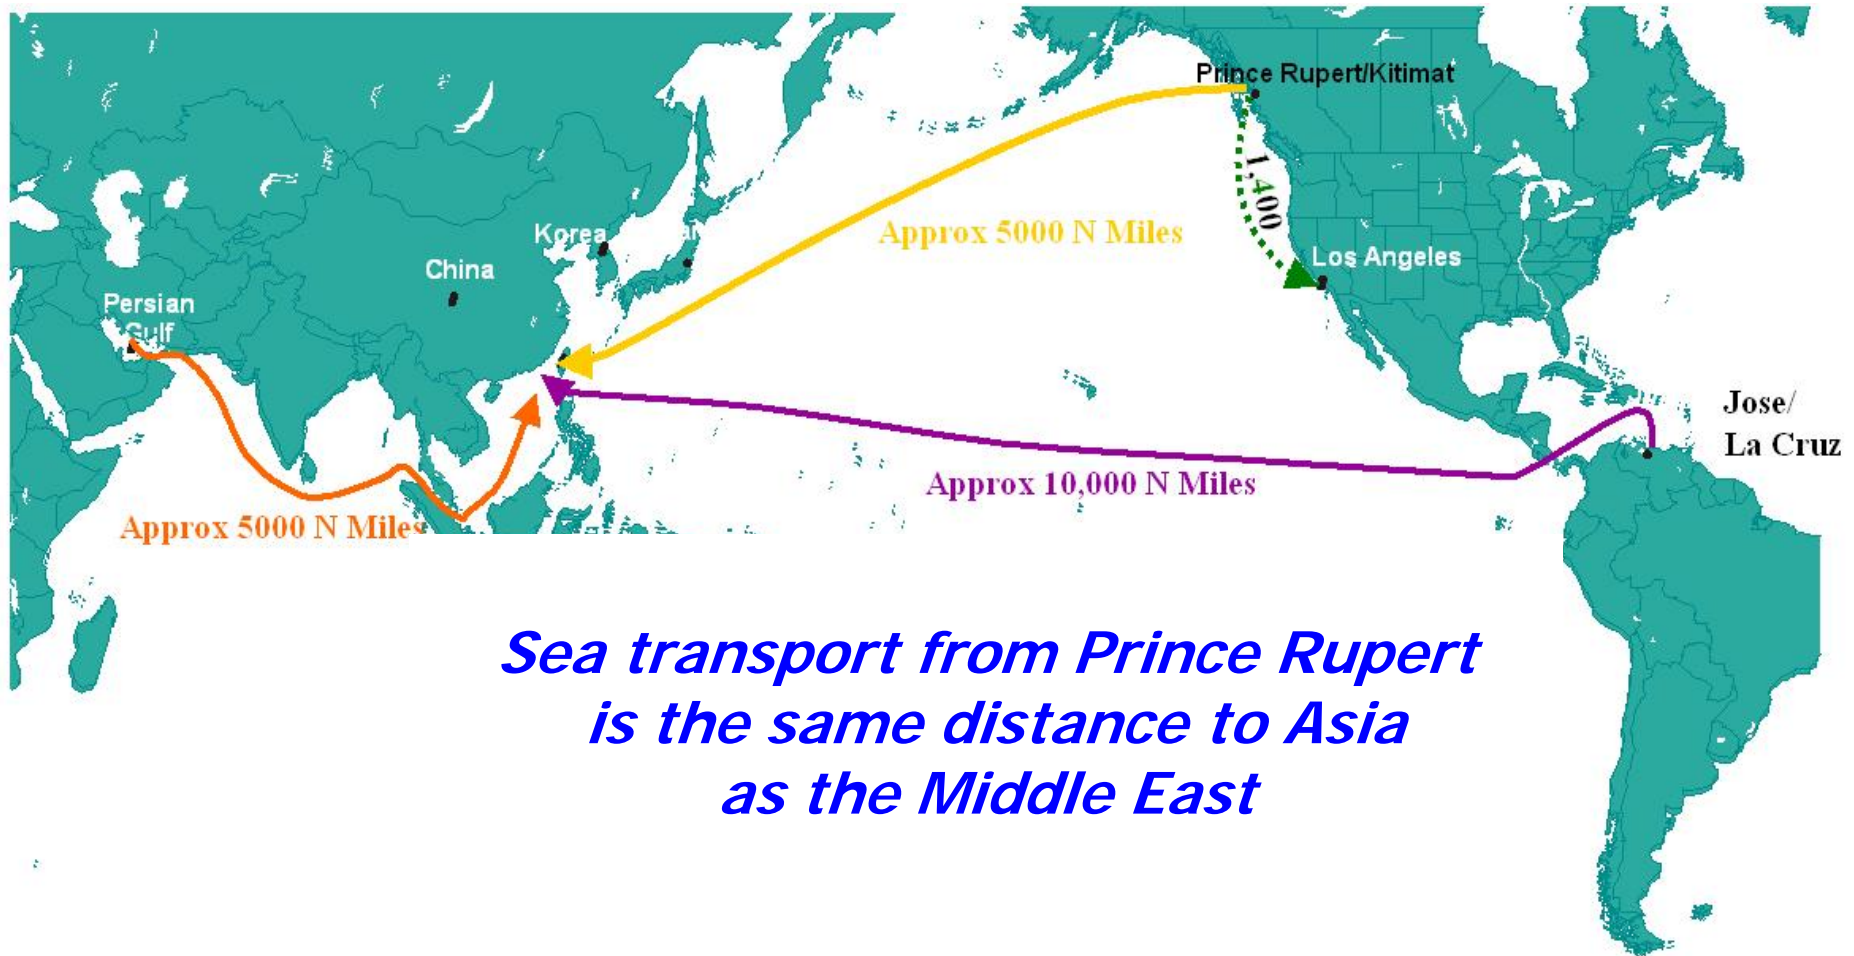 Prince Rupert/Kitimat
1,400
Korea
Approx 5000 N Miles
China
Los Angeles
Persian
Gulf
Jose/
La Cruz
Approx 10,000 N Miles
Approx 5000 N Miles
Sea transport from Prince Rupert
is the same distance to Asia
as the Middle East